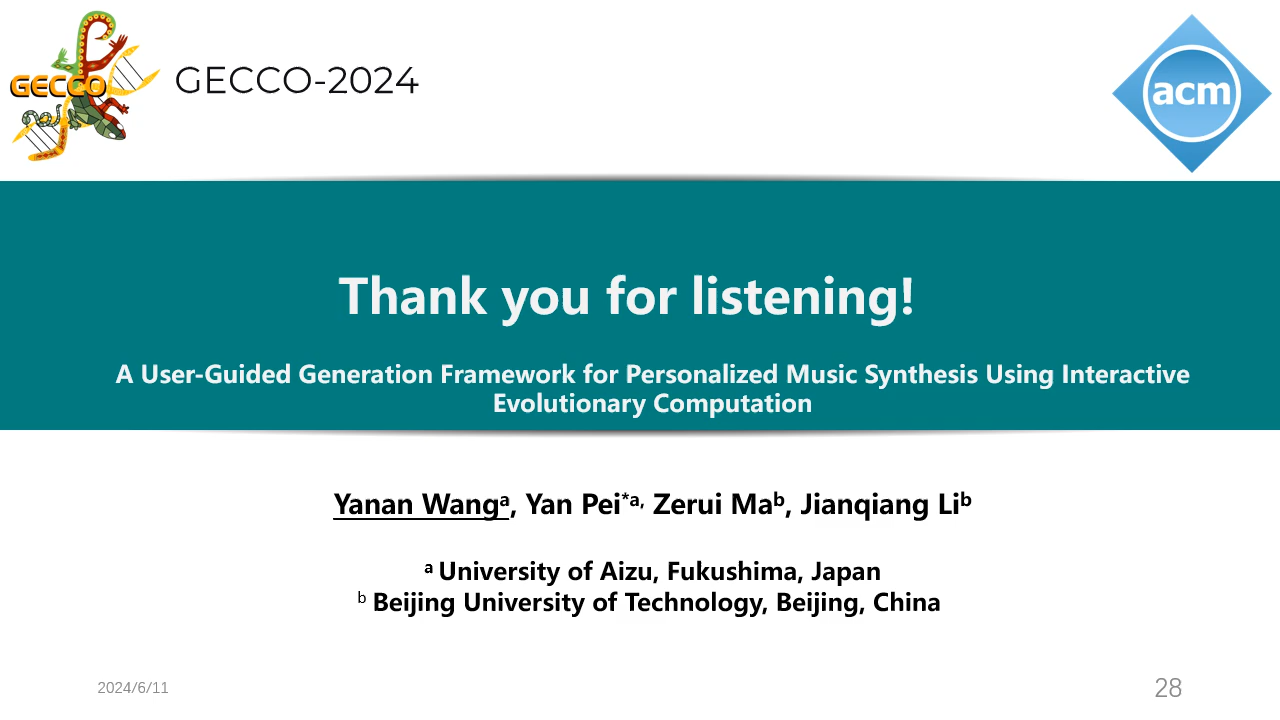 GECCO
GECCO-2024
acm
Thank you for listening!
A User-Guided Generation Framework for Personalized Music Synthesis Using Interactive
Evolutionary Computation
Yanan Wangᵃ, Yan Pei*ᵃ, Zerui Maᵇ, Jianqiang Liᵇ
ᵃ University of Aizu, Fukushima, Japan
ᵇ Beijing University of Technology, Beijing, China
2024/6/11
28